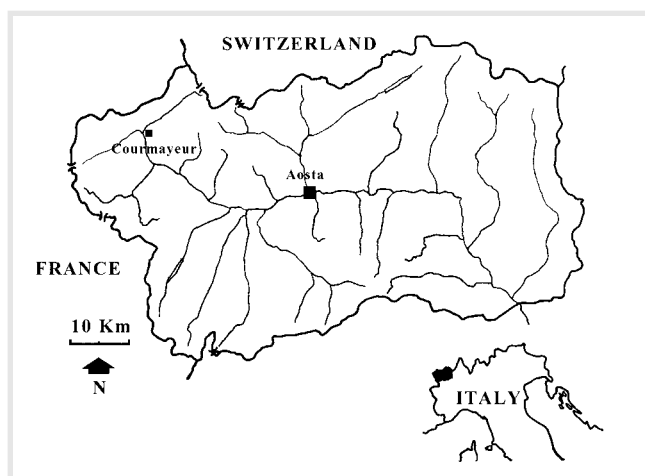 SWITZERLAND
Courmayeur
Aosta
FRANCE
10 Km
N
ITALY